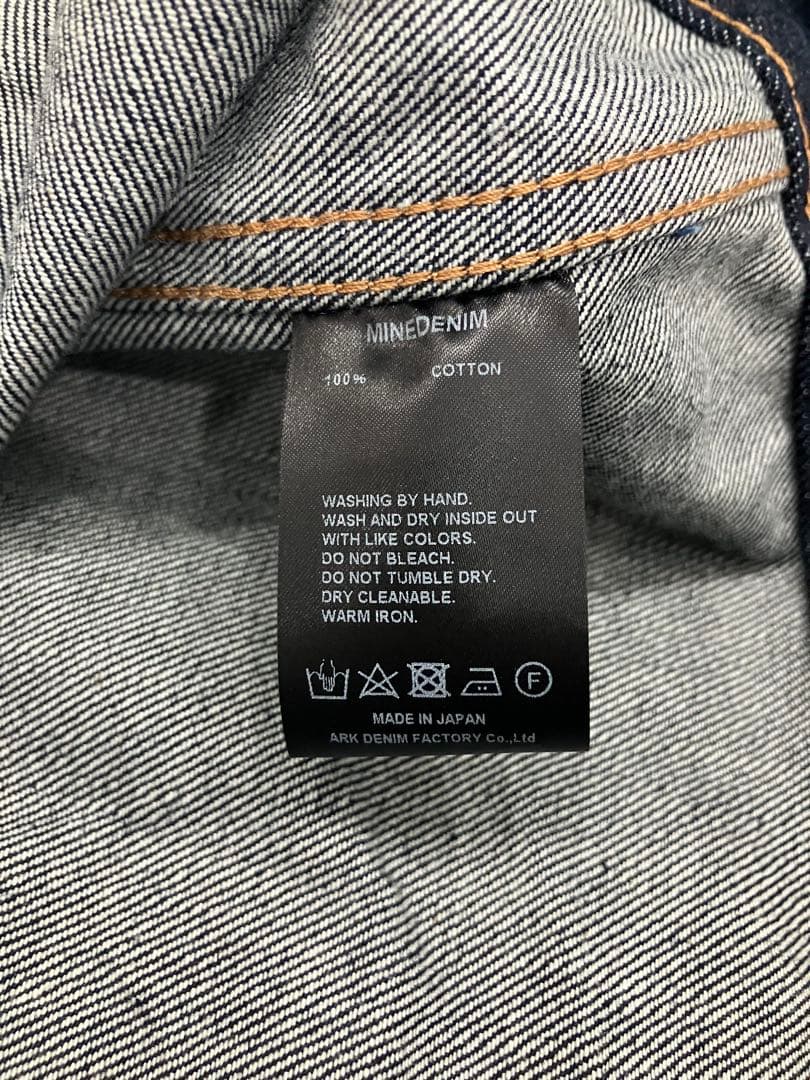 MINEDENIM
100% COTTON
WASHING BY HAND.
WASH AND DRY INSIDE OUT
WITH LIKE COLORS.
DO NOT BLEACH.
DO NOT TUMBLE DRY.
DRY CLEANABLE.
WARM IRON.
F
MADE IN JAPAN
ARK DENIM FACTORY Co.,Ltd